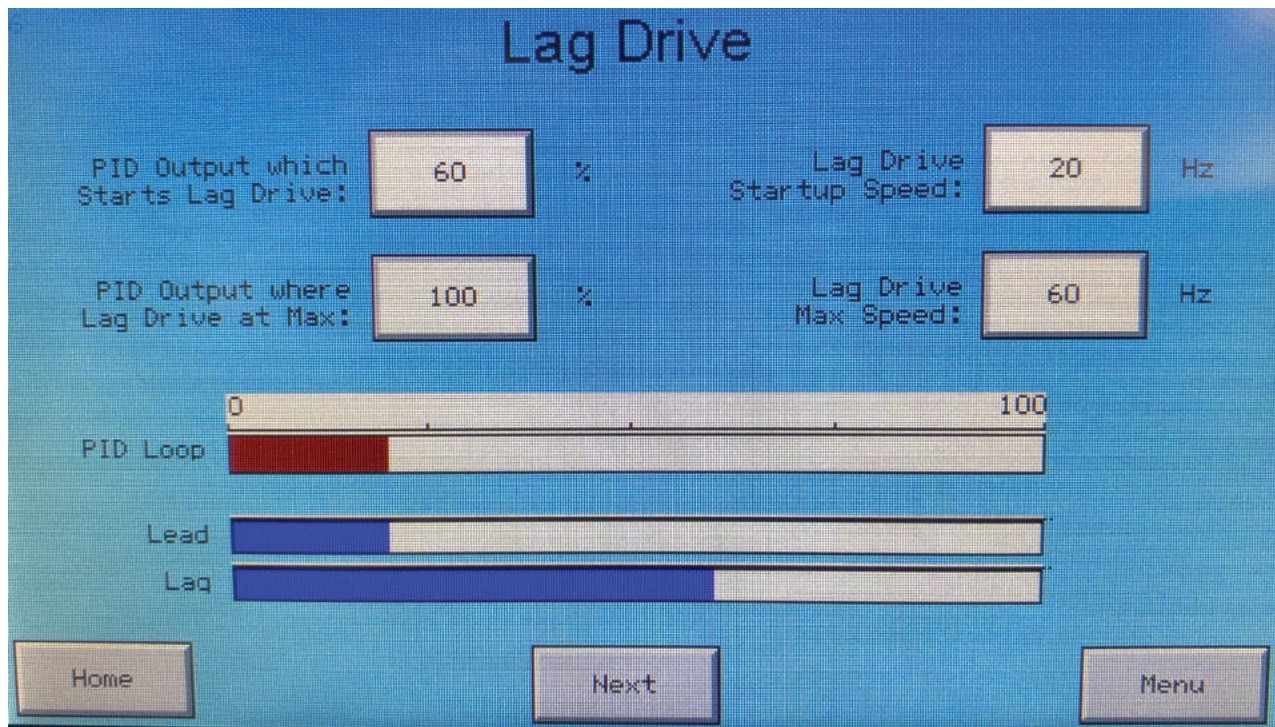 Lag Drive
PID Output which
Starts Lag Drive:
60
%
Lag Drive
Startup Speed:
20
Hz
PID Output where
Lag Drive at Max:
100
%
Lag Drive
Max Speed:
60
Hz
0
100
PID Loop
Lead
Lag
Home
Next
Menu